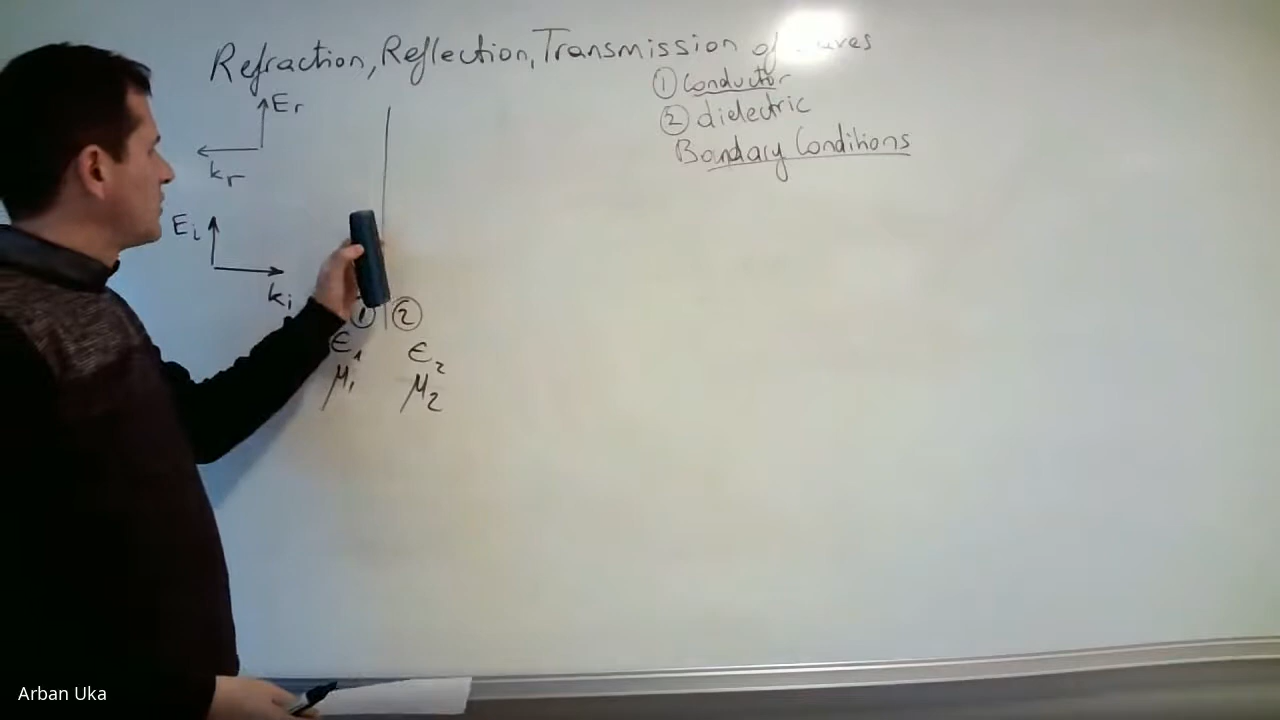 Refraction, Reflection, Transmission of
① Conductor
② dielectric
Boundary Conditions
Er
kr
Ei
ki
① ②
ϵ₁ ϵ₂
μ₁ μ₂
Arban Uka